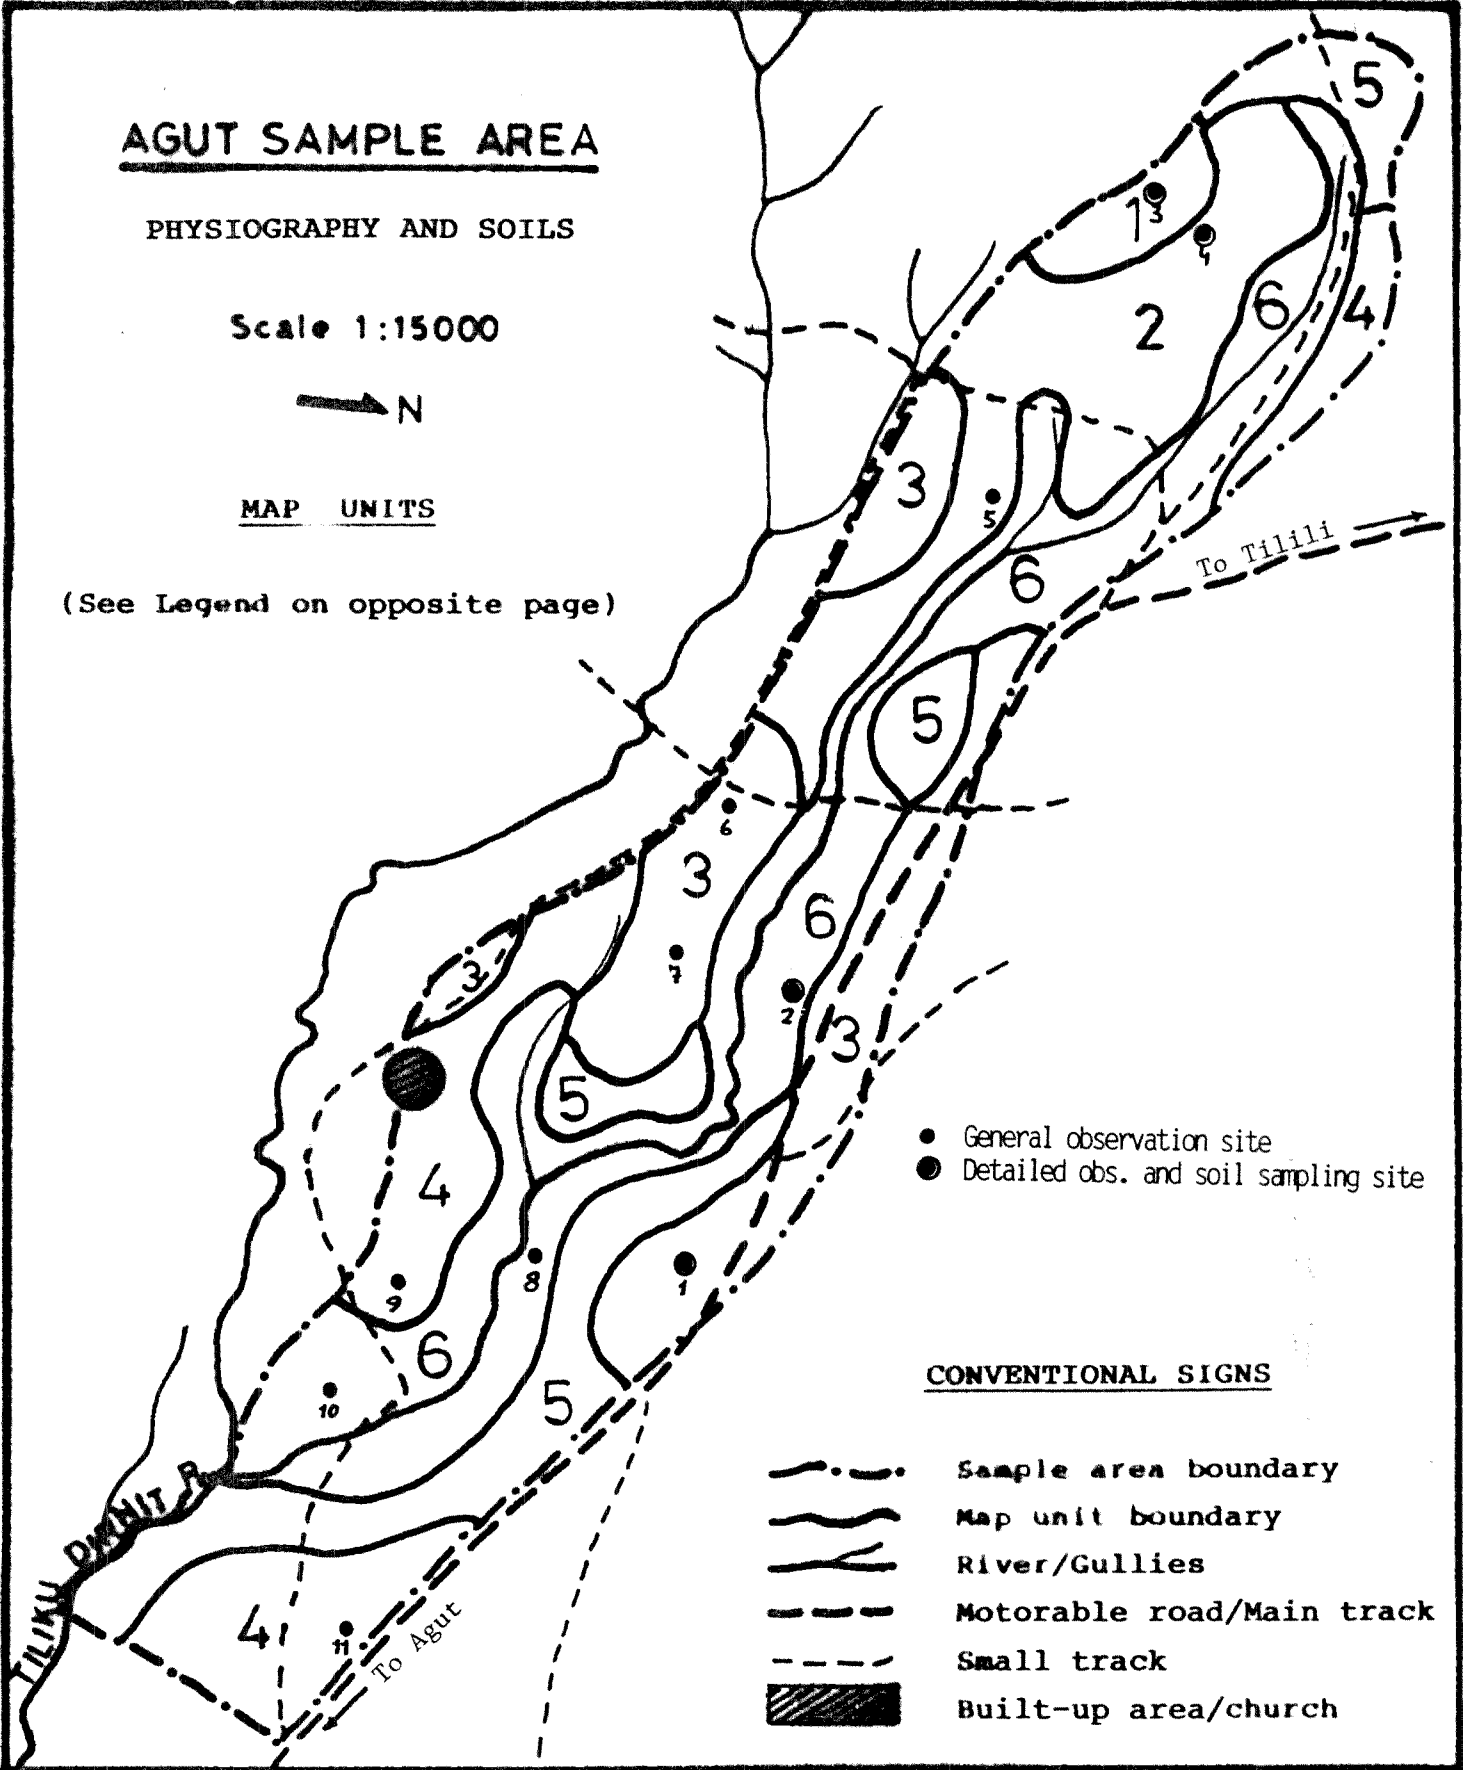 AGUT SAMPLE AREA
PHYSIOGRAPHY AND SOILS
Scale 1:15000
N
MAP UNITS
(See Legend on opposite page)
5
3
1
4
2
6
4
3
5
To Tilili
6
5
6
3
6
7
3
2
3
5
4
1
8
9
6
10
5
4
11
To Agut
TILIKU DIMNIT R
General observation site
Detailed obs. and soil sampling site
CONVENTIONAL SIGNS
Sample area boundary
Map unit boundary
River/Gullies
Motorable road/Main track
Small track
Built-up area/church